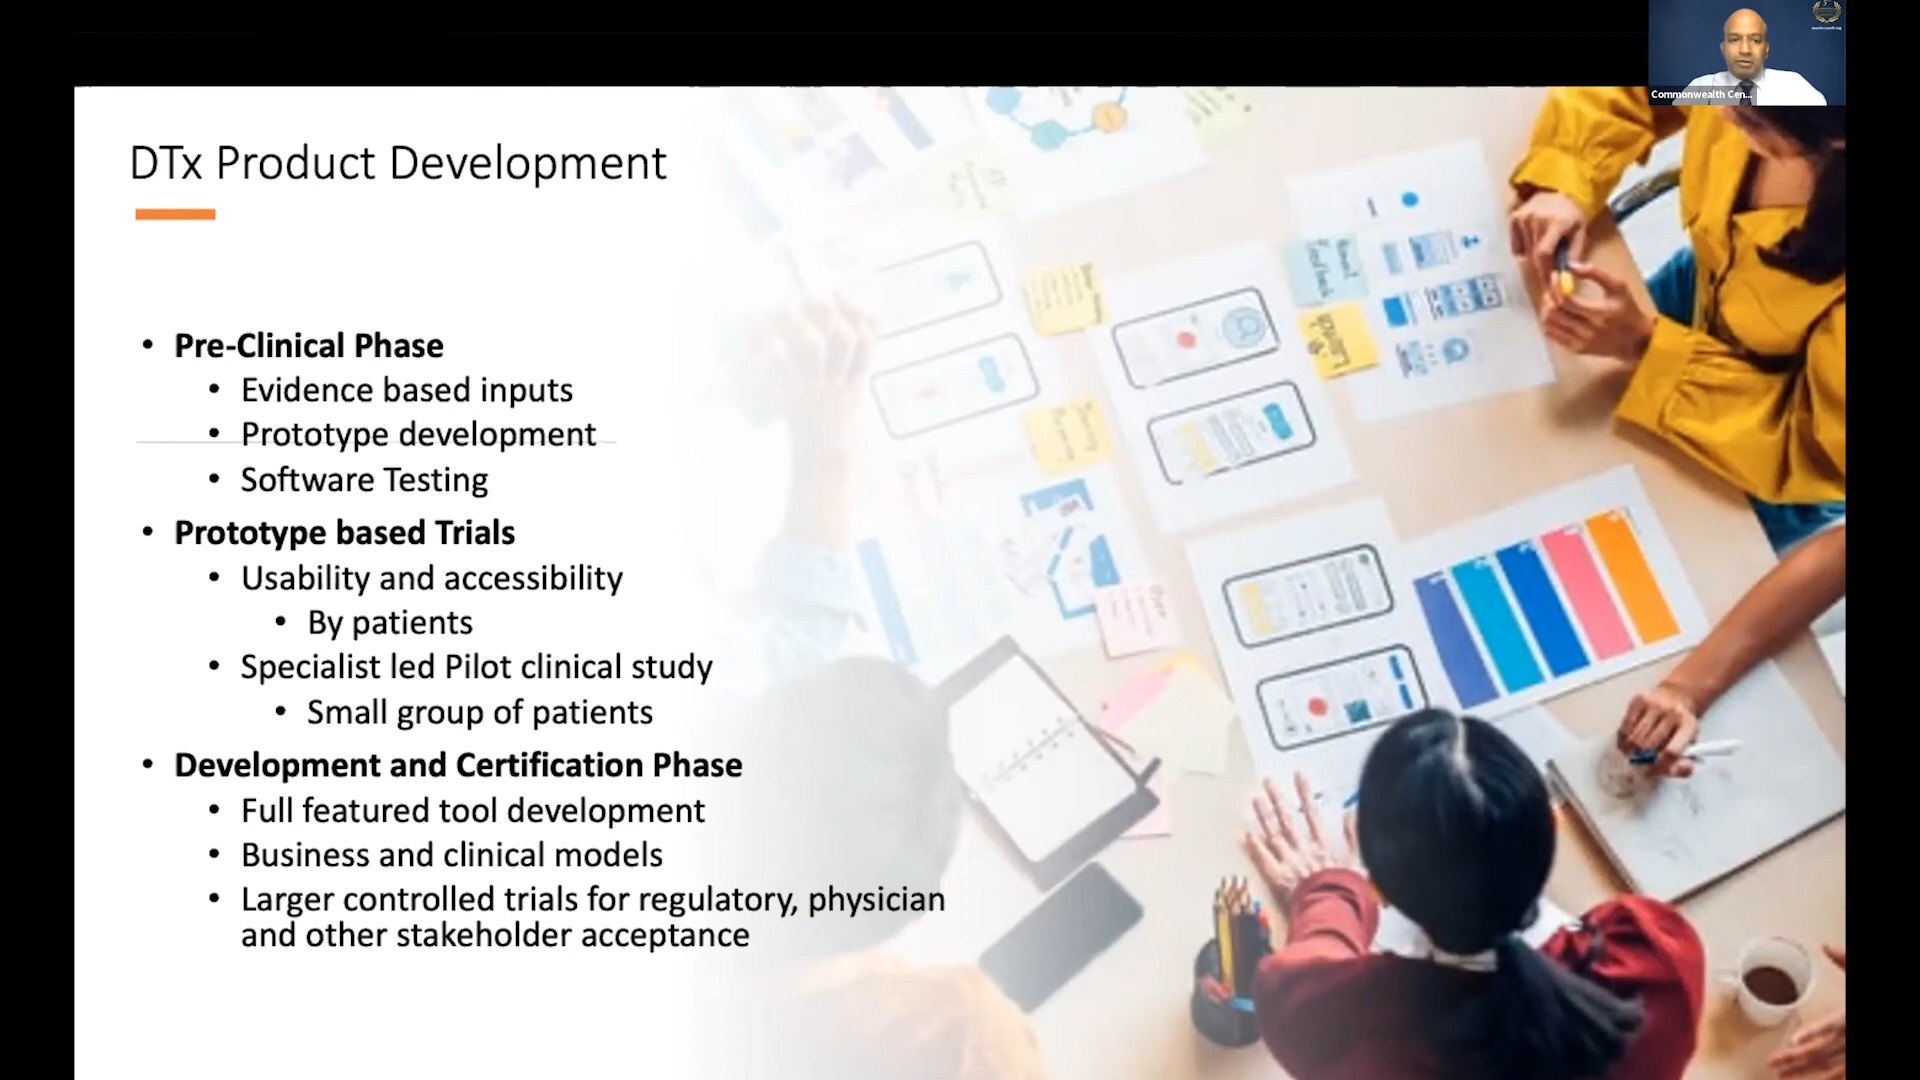 Commonwealth Cen...
DTx Product Development
• Pre-Clinical Phase
• Evidence based inputs
• Prototype development
• Software Testing
• Prototype based Trials
• Usability and accessibility
• By patients
• Specialist led Pilot clinical study
• Small group of patients
• Development and Certification Phase
• Full featured tool development
• Business and clinical models
• Larger controlled trials for regulatory, physician
and other stakeholder acceptance